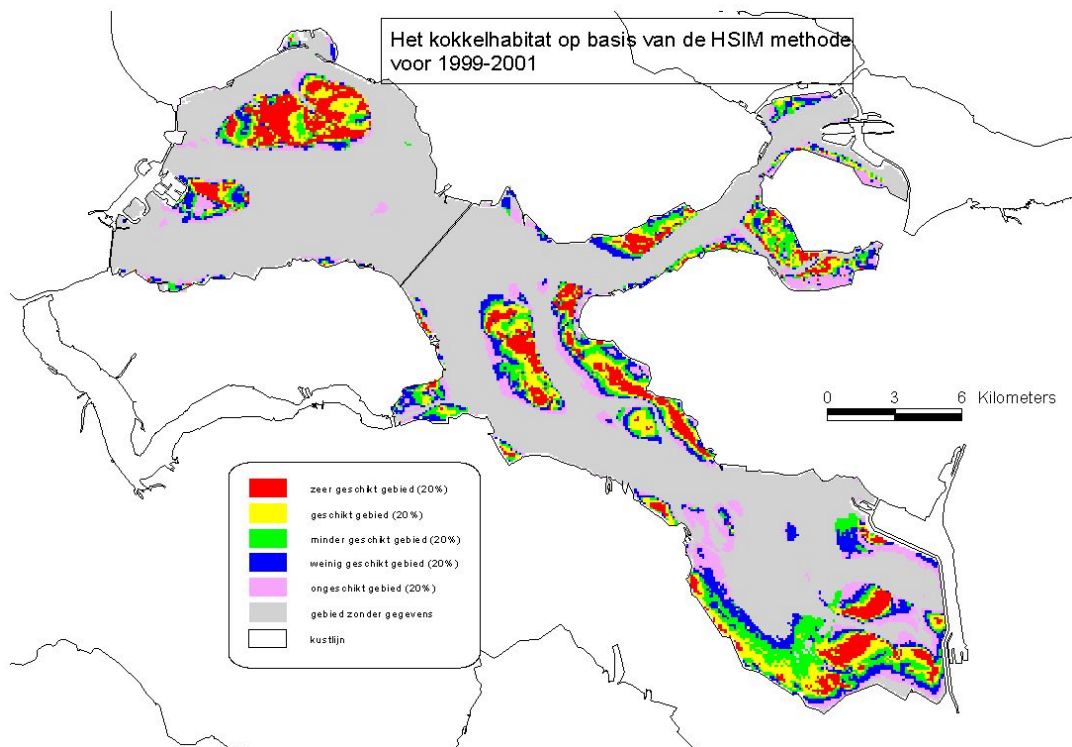 Het kokkelhabitat op basis van de HSIM methode
voor 1999-2001
0 3 6 Kilometers
zeer geschikt gebied (20%)
geschikt gebied (20%)
minder geschikt gebied (20%)
weinig geschikt gebied (20%)
ongeschikt gebied (20%)
gebied zonder gegevens
kustlijn